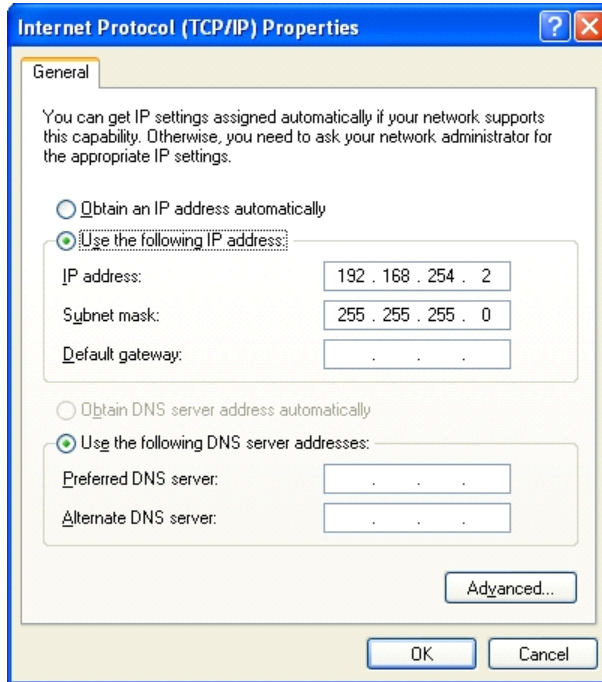 Internet Protocol (TCP/IP) Properties
General
You can get IP settings assigned automatically if your network supports
this capability. Otherwise, you need to ask your network administrator for
the appropriate IP settings.
Obtain an IP address automatically
Use the following IP address:
IP address: 192 . 168 . 254 . 2
Subnet mask: 255 . 255 . 255 . 0
Default gateway: . . .
Obtain DNS server address automatically
Use the following DNS server addresses:
Preferred DNS server: . . .
Alternate DNS server: . . .
Advanced...
OK Cancel